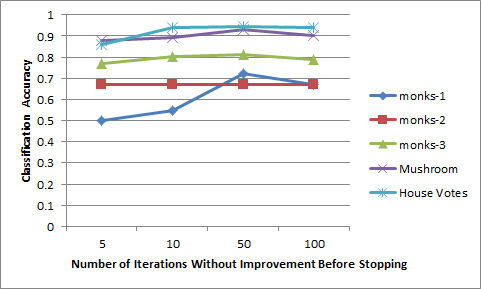 1
0.9
0.8
0.7
0.6
0.5
0.4
0.3
0.2
0.1
0
Classification Accuracy
5 10 50 100
Number of Iterations Without Improvement Before Stopping
monks-1
monks-2
monks-3
Mushroom
House Votes